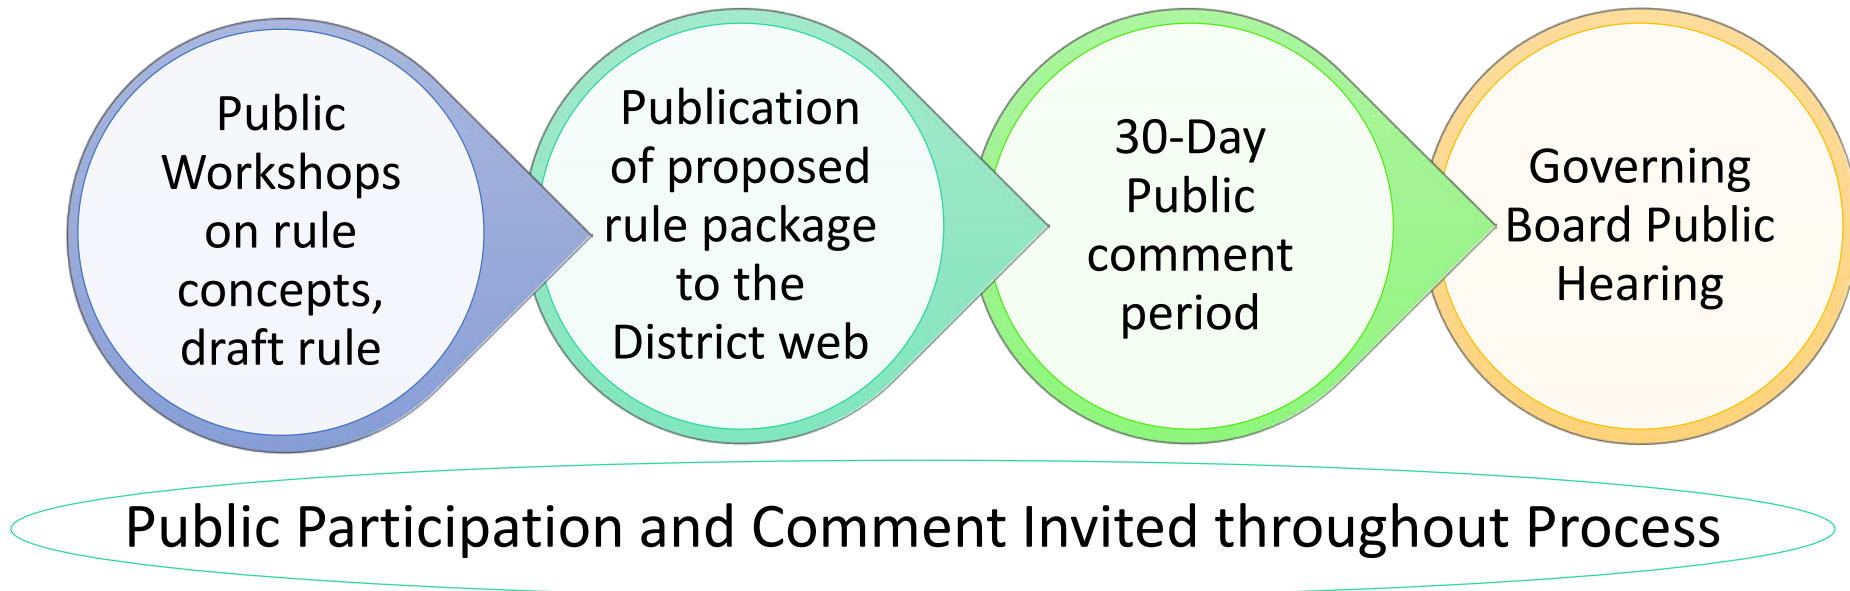 Public
Workshops
on rule
concepts,
draft rule
Publication
of proposed
rule package
to the
District web
30-Day
Public
comment
period
Governing
Board Public
Hearing
Public Participation and Comment Invited throughout Process